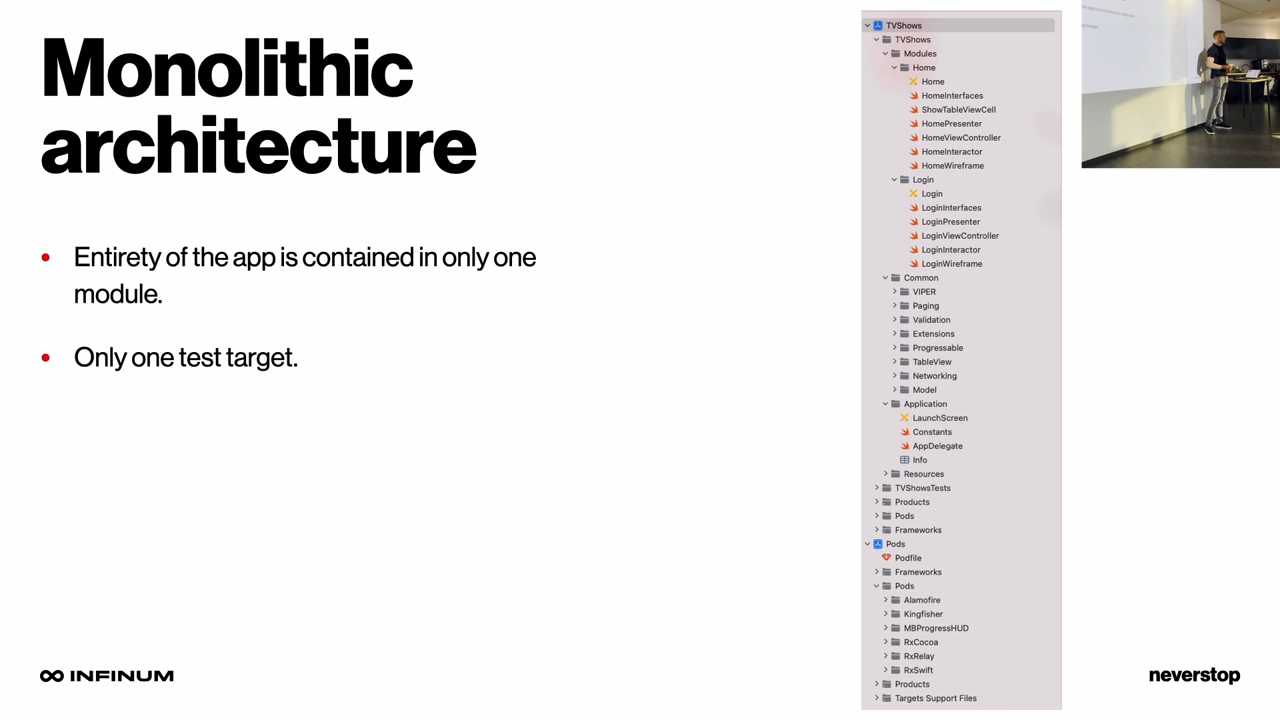 Monolithic
architecture
Entirety of the app is contained in only one
module.
Only one test target.
TVShows
TVShows
Modules
Home
Home
HomeInterfaces
ShowTableViewCell
HomePresenter
HomeViewController
HomeInteractor
HomeWireframe
Login
Login
LoginInterfaces
LoginPresenter
LoginViewController
LoginInteractor
LoginWireframe
Common
VIPER
Paging
Validation
Extensions
Progressable
TableView
Networking
Model
Application
LaunchScreen
Constants
AppDelegate
Info
Resources
TVShowsTests
Products
Pods
Frameworks
Pods
Podfile
Frameworks
Pods
Alamofire
Kingfisher
MBProgressHUD
RxCocoa
RxRelay
RxSwift
Products
Targets Support Files
INFINUM
neverstop